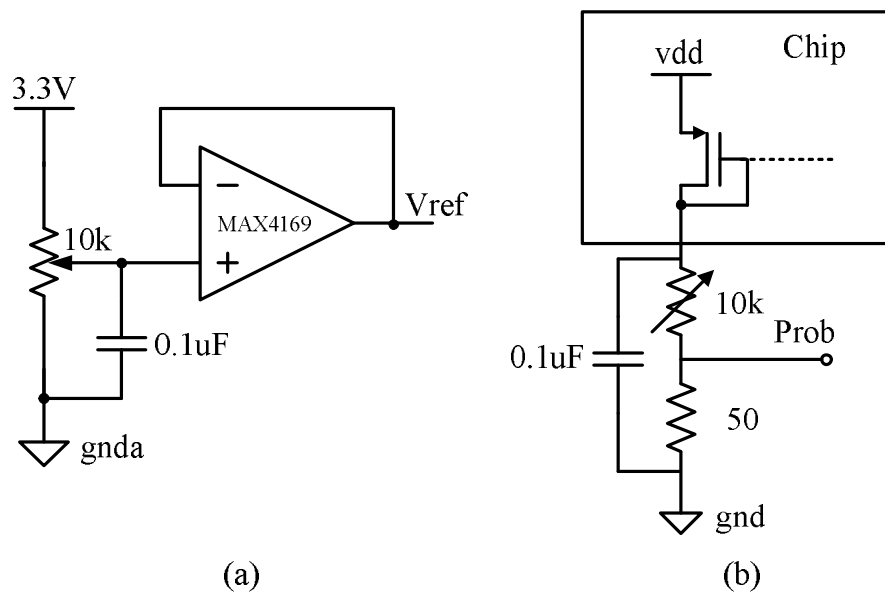 3.3V
10k
0.1uF
gnda
−
+
MAX4169
Vref
(a)
Chip
vdd
10k
Prob
0.1uF
50
gnd
(b)